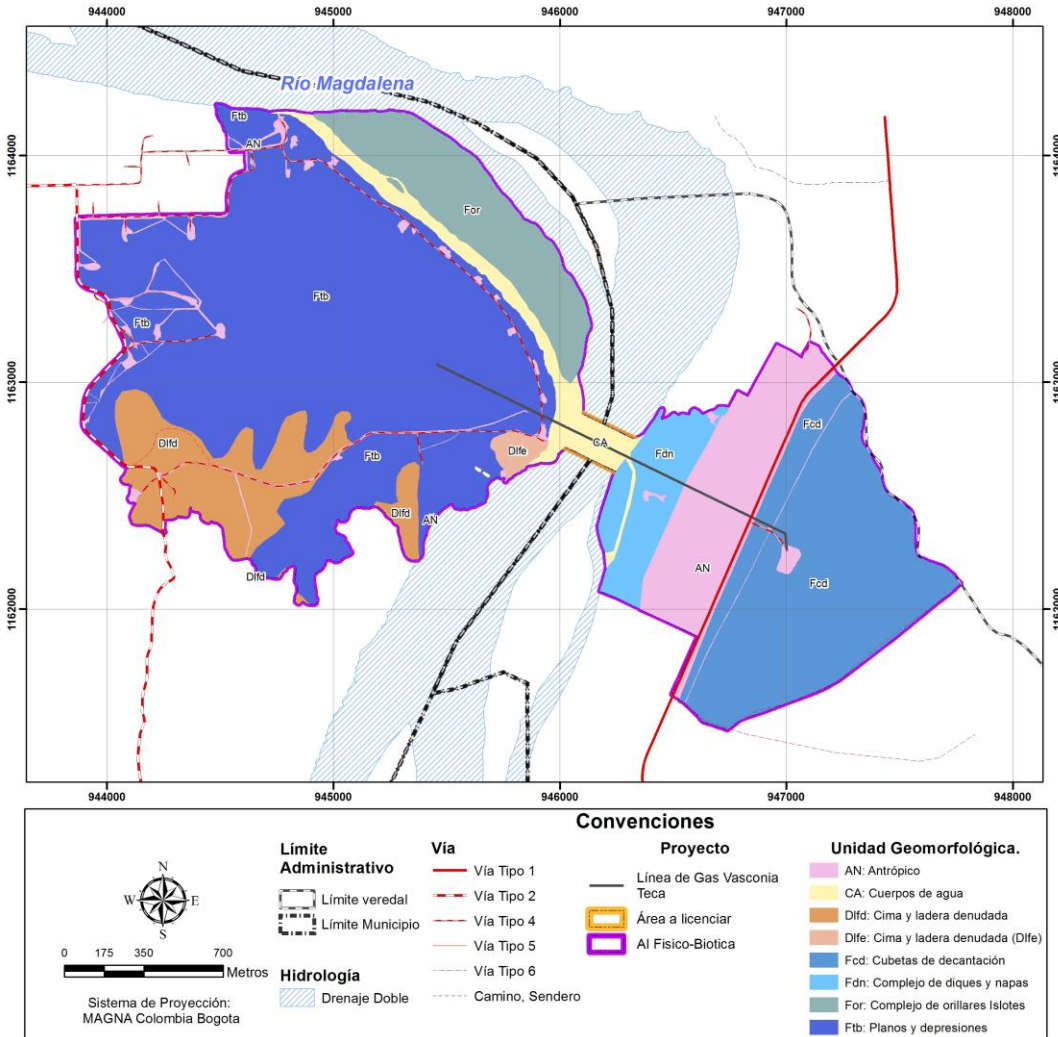 944000 945000 946000 947000 948000
Río Magdalena
1164000 1164000
1163000 1163000
1162000 1162000
Ftb
AN
For
Ftb
Ftb
Dlfd
Ftb
Dlfe
CA
Fdn
Fcd
Dlfd
AN
AN
Fcd
Dlfd
944000 945000 946000 947000 948000
Convenciones
N
W E
S
0 175 350 700
Metros
Sistema de Proyección:
MAGNA Colombia Bogota
Límite
Administrativo
Límite veredal
Límite Municipio
Hidrología
Drenaje Doble
Vía
Vía Tipo 1
Vía Tipo 2
Vía Tipo 4
Vía Tipo 5
Vía Tipo 6
Camino, Sendero
Proyecto
Línea de Gas Vasconia
Teca
Área a licenciar
AI Fisico-Biotica
Unidad Geomorfológica.
AN: Antrópico
CA: Cuerpos de agua
Dlfd: Cima y ladera denudada
Dlfe: Cima y ladera denudada (Dlfe)
Fcd: Cubetas de decantación
Fdn: Complejo de diques y napas
For: Complejo de orillares Islotes
Ftb: Planos y depresiones